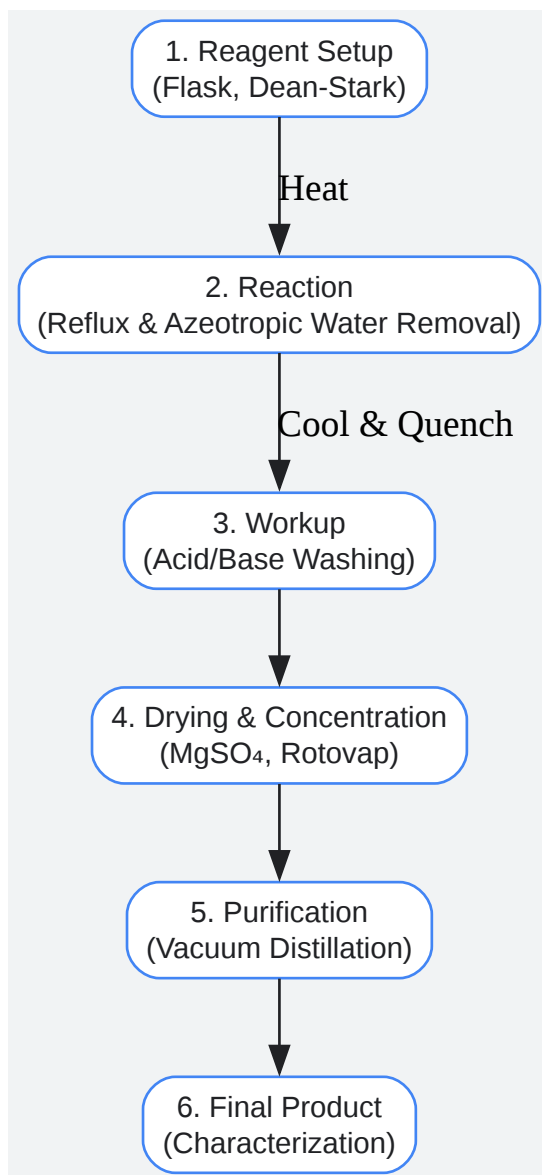 1. Reagent Setup
(Flask, Dean-Stark)
Heat
2. Reaction
(Reflux & Azeotropic Water Removal)
Cool & Quench
3. Workup
(Acid/Base Washing)
4. Drying & Concentration
(MgSO₄, Rotovap)
5. Purification
(Vacuum Distillation)
6. Final Product
(Characterization)